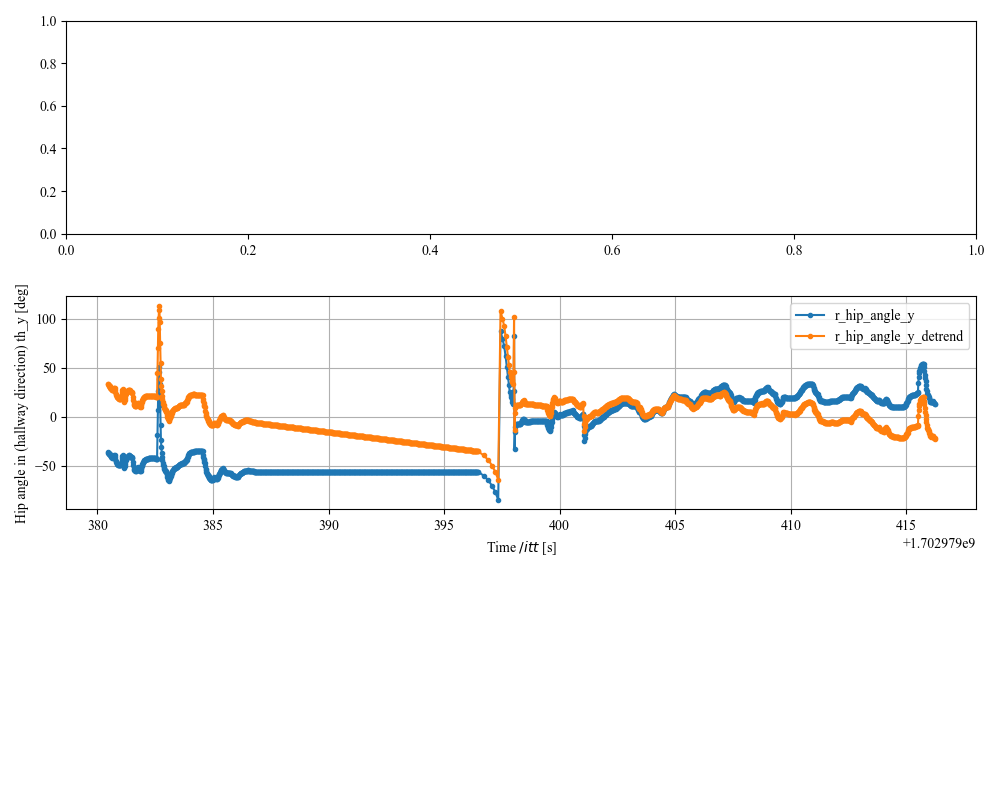 1.0
0.8
0.6
0.4
0.2
0.0
0.0 0.2 0.4 0.6 0.8 1.0
Hip angle in (hallway direction) th_y [deg]
100
50
0
−50
r_hip_angle_y
r_hip_angle_y_detrend
380 385 390 395 400 405 410 415
Time /itt [s]
+1.702979e9